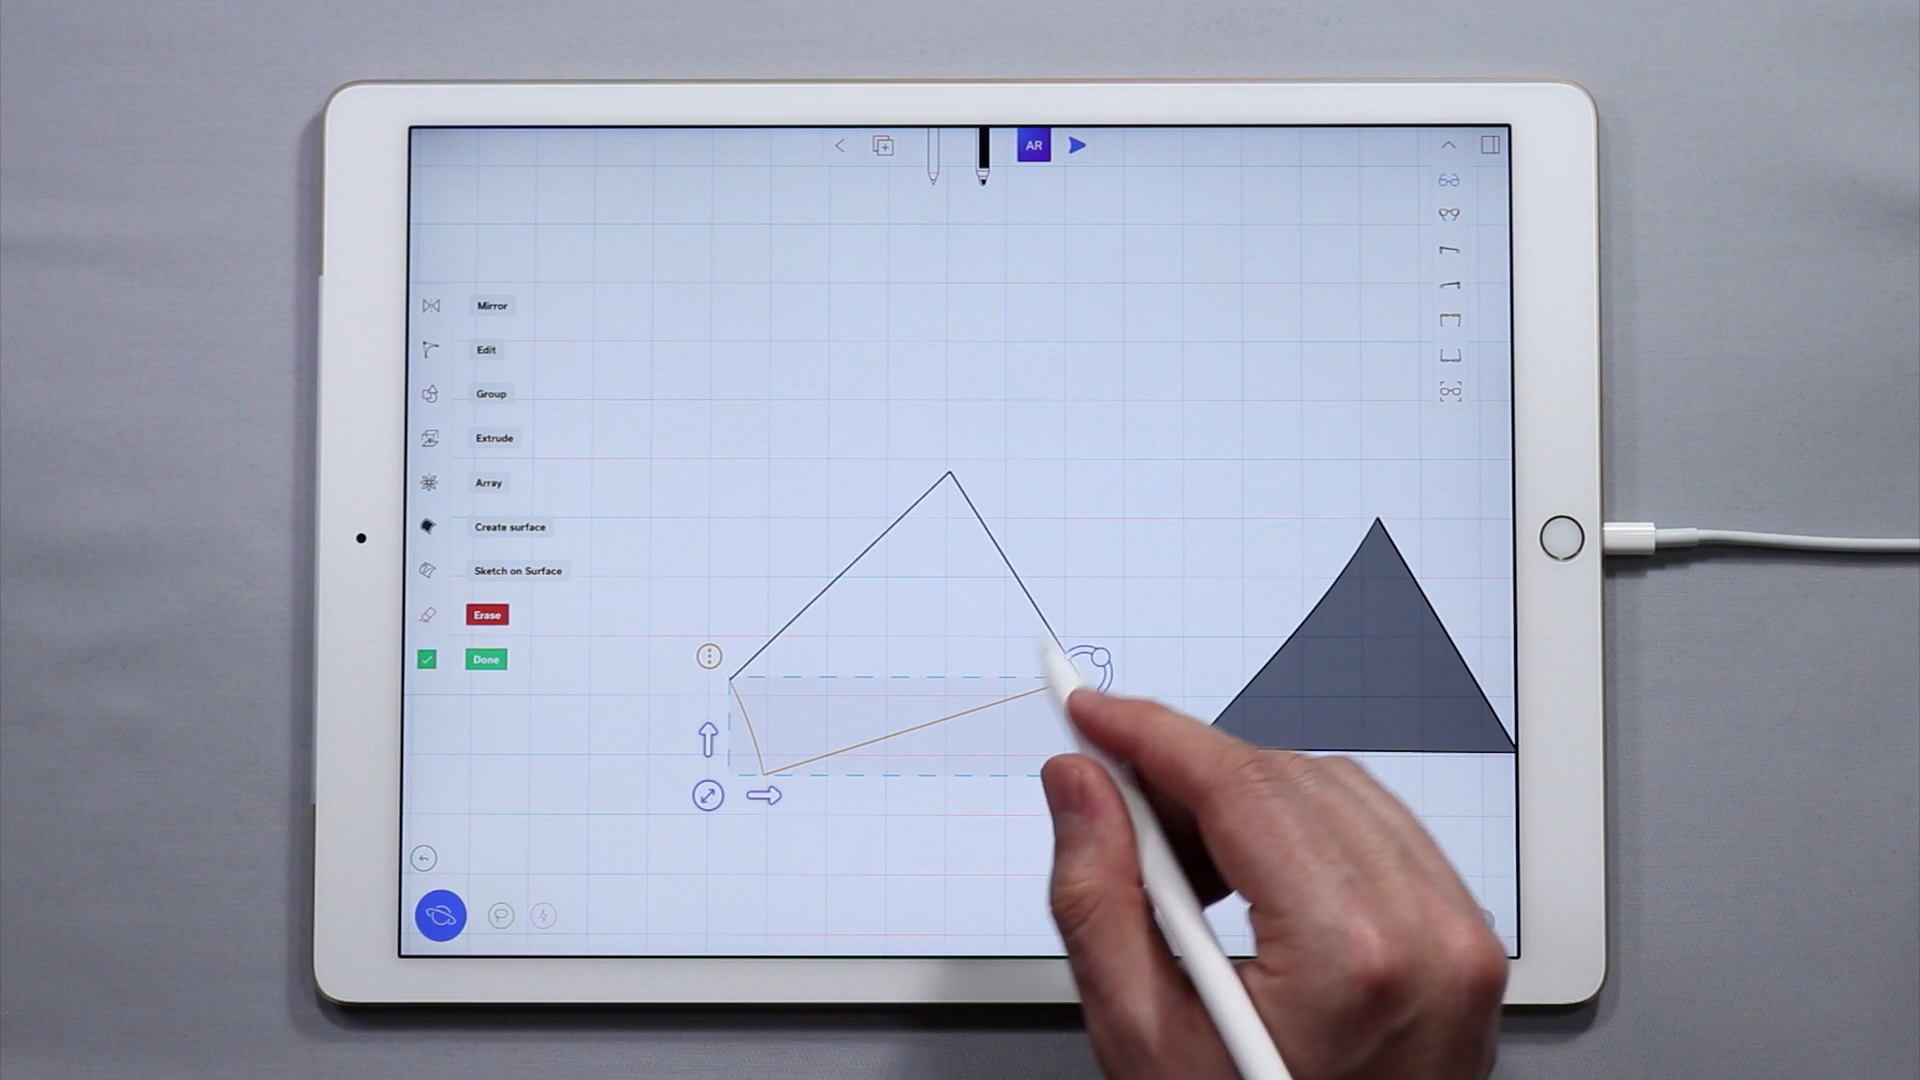 AR
Mirror
Edit
Group
Extrude
Array
Create surface
Sketch on Surface
Erase
Done